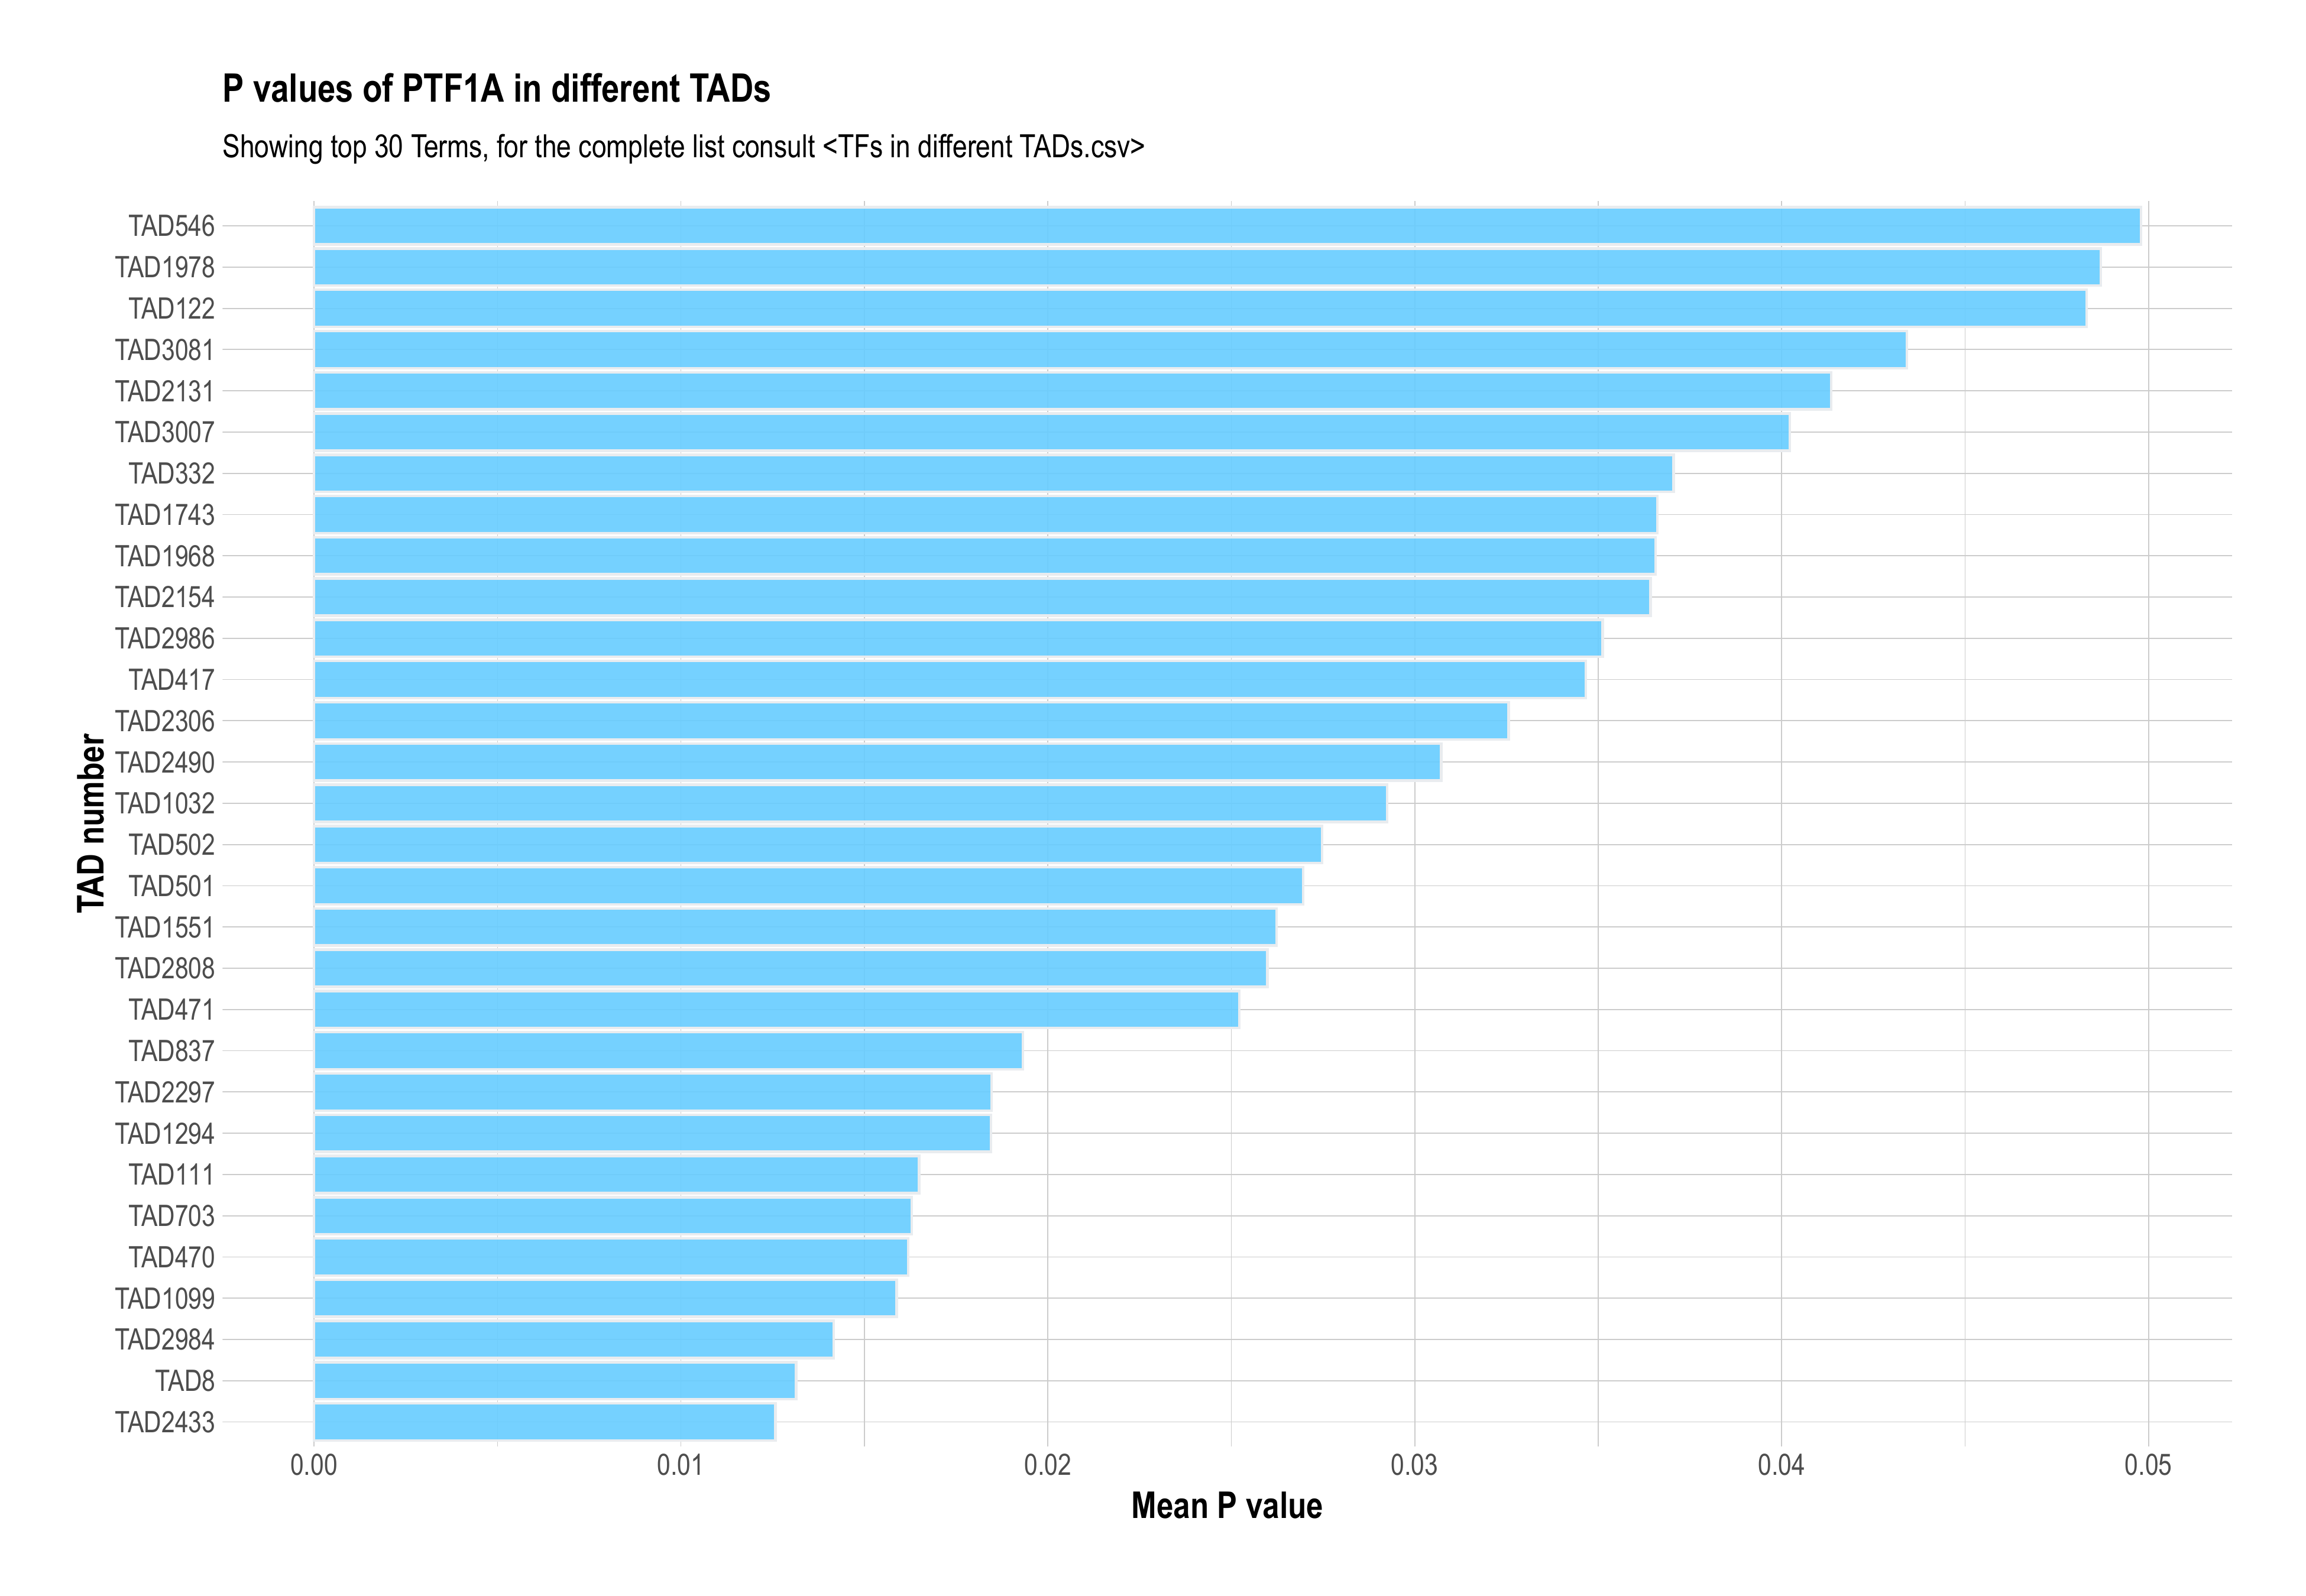 P values of PTF1A in different TADs
Showing top 30 Terms, for the complete list consult <TFs in different TADs.csv>
TAD546
TAD1978
TAD122
TAD3081
TAD2131
TAD3007
TAD332
TAD1743
TAD1968
TAD2154
TAD2986
TAD417
TAD2306
TAD2490
TAD1032
TAD502
TAD501
TAD1551
TAD2808
TAD471
TAD837
TAD2297
TAD1294
TAD111
TAD703
TAD470
TAD1099
TAD2984
TAD8
TAD2433
TAD number
0.00 0.01 0.02 0.03 0.04 0.05
Mean P value